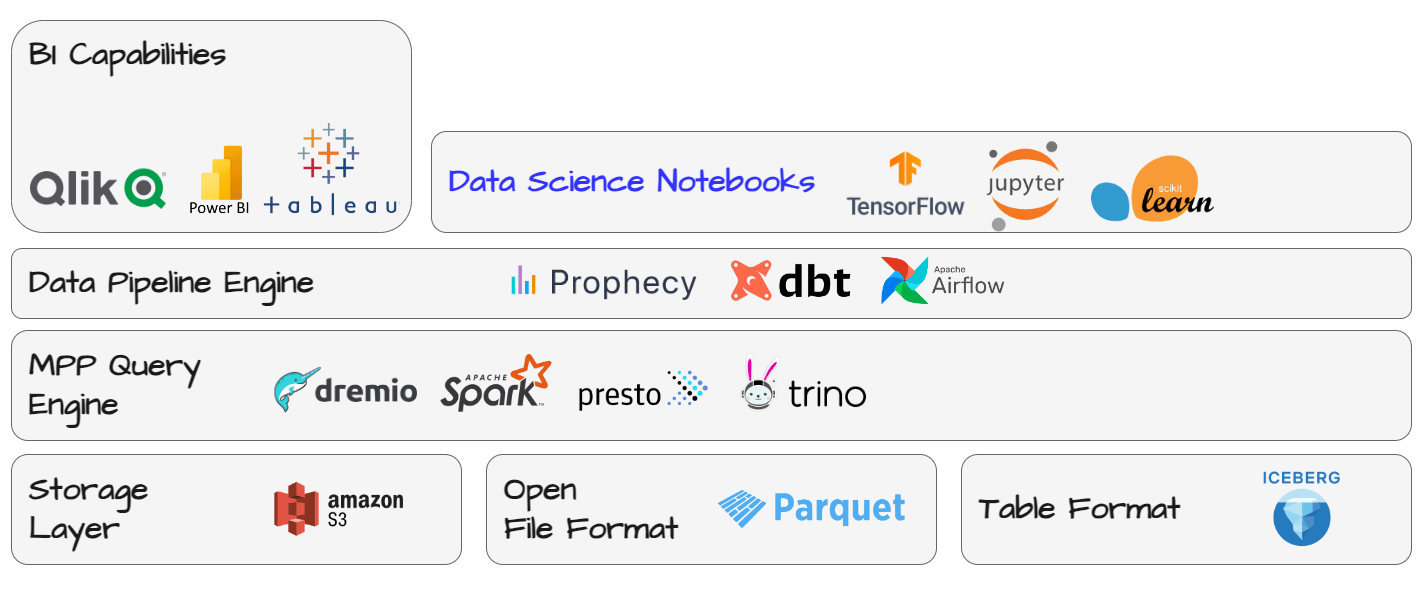 BI Capabilities
Qlik
Power BI
+ableau
Data Science Notebooks
TensorFlow
jupyter
scikit
learn
Data Pipeline Engine
Prophecy
dbt
Apache
Airflow
MPP Query
Engine
dremio
APACHE
Spark
TM
presto
trino
Storage
Layer
amazon
S3
Open
File Format
Parquet
Table Format
ICEBERG